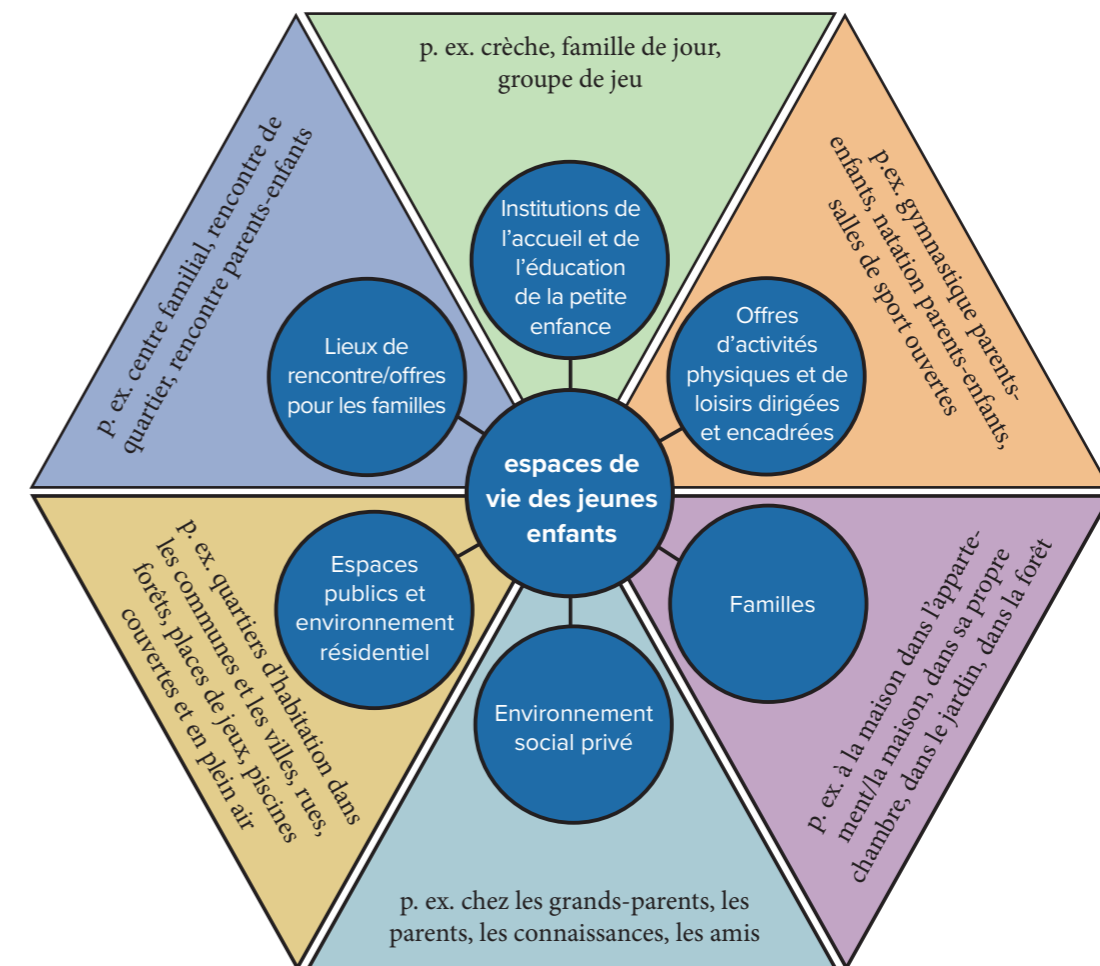 p. ex. crèche, famille de jour,
groupe de jeu
Institutions de
l'accueil et de
l'éducation
de la petite
enfance
p.ex. gymnastique parents-
enfants, natation parents-enfants,
salles de sport ouvertes
Offres
d'activités
physiques et de
loisirs dirigées
et encadrées
p. ex. centre familial, rencontre de
quartier, rencontre parents-enfants
Lieux de
rencontre/offres
pour les familles
espaces de
vie des jeunes
enfants
p. ex. quartiers d'habitation dans
les communes et les villes, rues,
forêts, places de jeux, piscines
couvertes et en plein air
Espaces
publics et
environnement
résidentiel
Familles
p. ex. à la maison dans l'apparte-
ment/la maison, dans sa propre
chambre, dans le jardin, dans la forêt
Environnement
social privé
p. ex. chez les grands-parents, les
parents, les connaissances, les amis